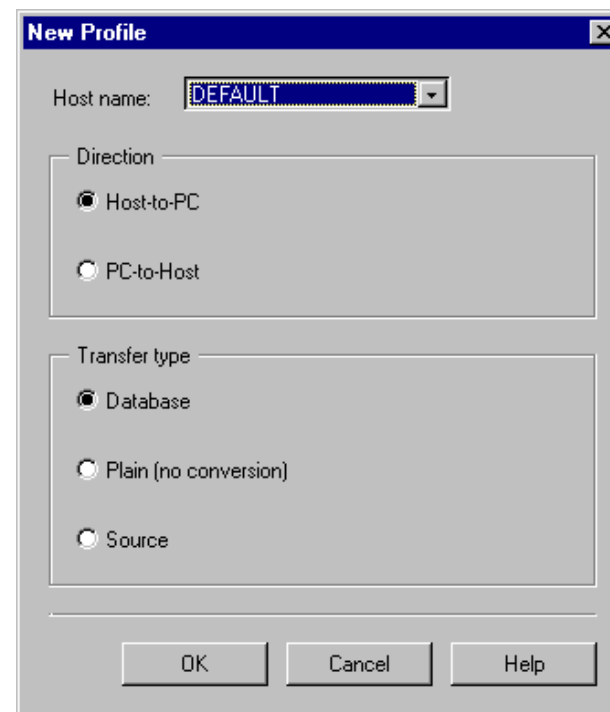 New Profile
Host name: DEFAULT
Direction
Host-to-PC
PC-to-Host
Transfer type
Database
Plain (no conversion)
Source
OK Cancel Help